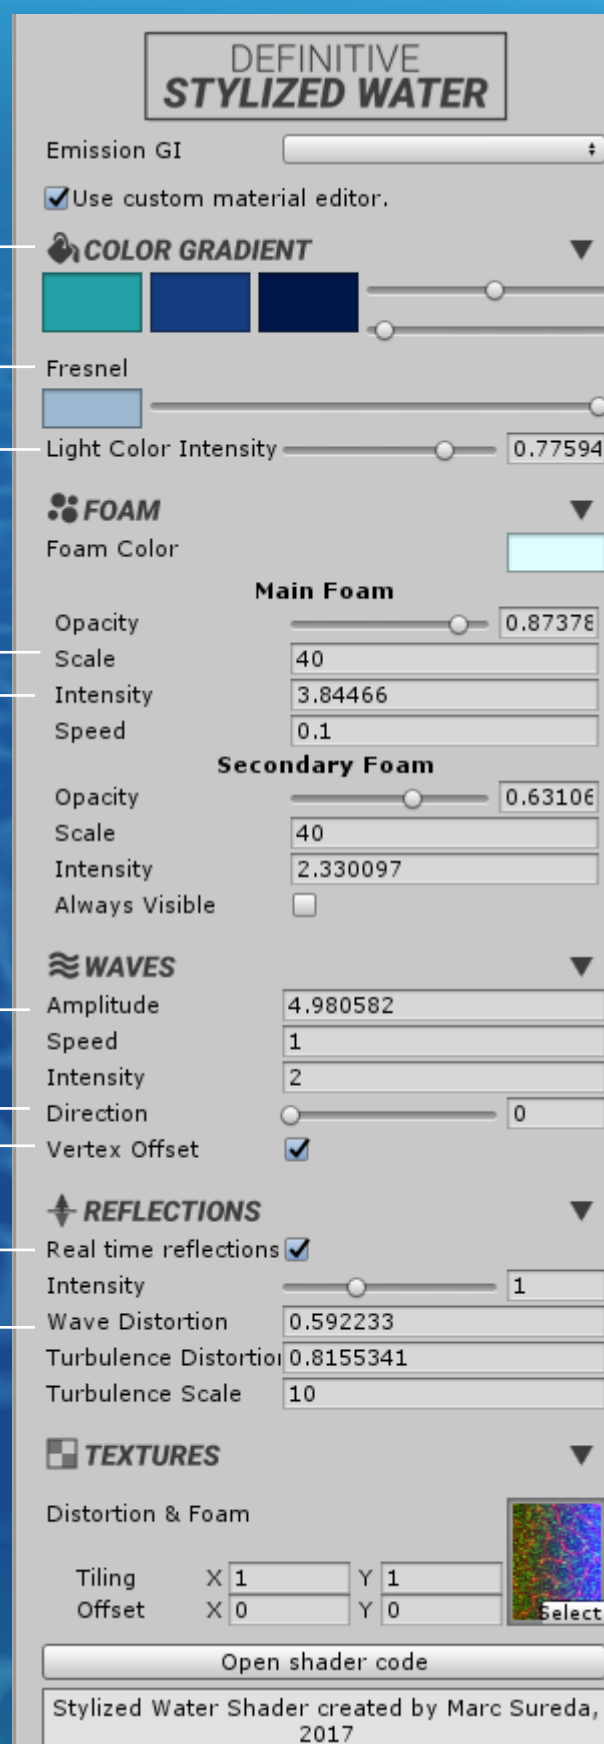 DEFINITIVE
STYLIZED WATER
Emission GI
Use custom material editor.
COLOR GRADIENT
Fresnel
Light Color Intensity 0.77594
FOAM
Foam Color
Main Foam
Opacity 0.87378
Scale 40
Intensity 3.84466
Speed 0.1
Secondary Foam
Opacity 0.63106
Scale 40
Intensity 2.330097
Always Visible
WAVES
Amplitude 4.980582
Speed 1
Intensity 2
Direction 0
Vertex Offset
REFLECTIONS
Real time reflections
Intensity 1
Wave Distortion 0.592233
Turbulence Distortion 0.8155341
Turbulence Scale 10
TEXTURES
Distortion & Foam
Tiling X 1 Y 1
Offset X 0 Y 0
Select
Open shader code
Stylized Water Shader created by Marc Sureda,
2017